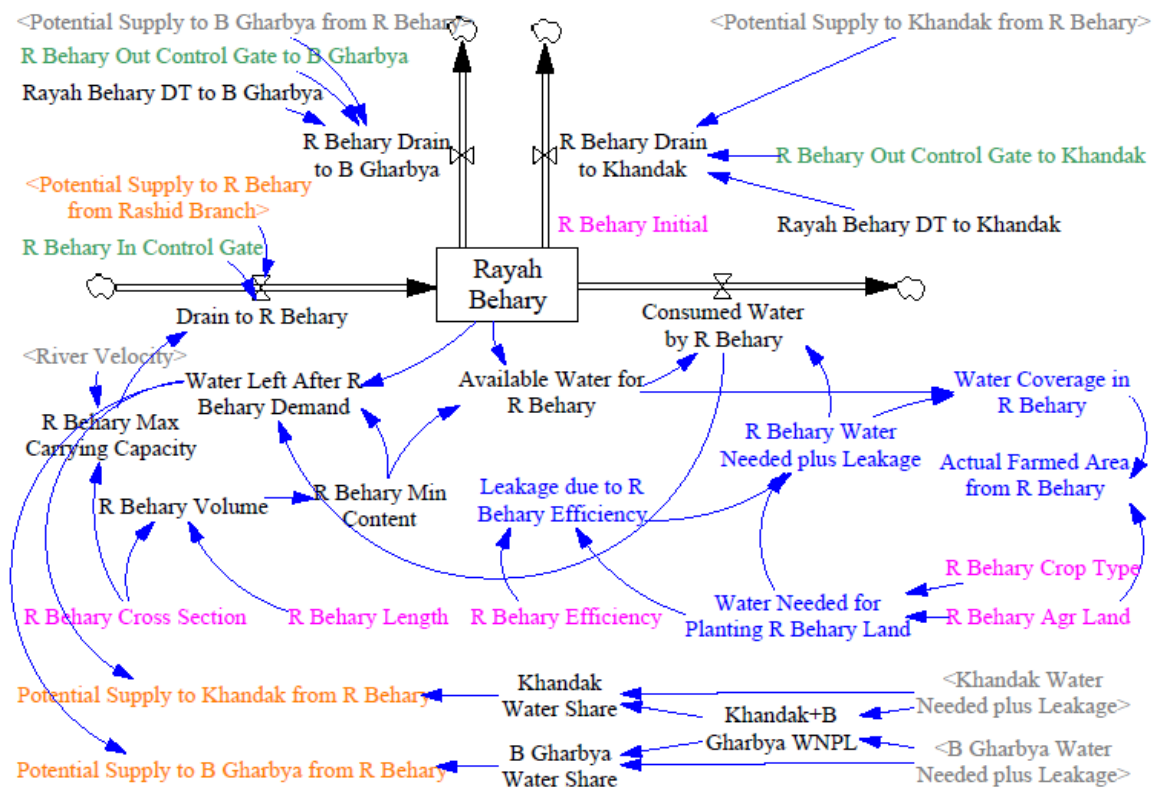 <Potential Supply to B Gharbya from R Behary>
<Potential Supply to Khandak from R Behary>
R Behary Out Control Gate to B Gharbya
Rayah Behary DT to B Gharbya
R Behary Drain
to B Gharbya
R Behary Drain
to Khandak
R Behary Out Control Gate to Khandak
<Potential Supply to R Behary
from Rashid Branch>
R Behary Initial
Rayah Behary DT to Khandak
R Behary In Control Gate
Rayah
Behary
Drain to R Behary
Consumed Water
by R Behary
<River Velocity>
Water Left After R
Behary Demand
Available Water for
R Behary
Water Coverage in
R Behary
R Behary Max
Carrying Capacity
R Behary Water
Needed plus Leakage
Actual Farmed Area
from R Behary
R Behary Volume
R Behary Min
Content
Leakage due to R
Behary Efficiency
R Behary Crop Type
R Behary Cross Section
R Behary Length
R Behary Efficiency
Water Needed for
Planting R Behary Land
R Behary Agr Land
Potential Supply to Khandak from R Behary
Khandak
Water Share
<Khandak Water
Needed plus Leakage>
Khandak+B
Gharbya WNPL
Potential Supply to B Gharbya from R Behary
B Gharbya
Water Share
<B Gharbya Water
Needed plus Leakage>